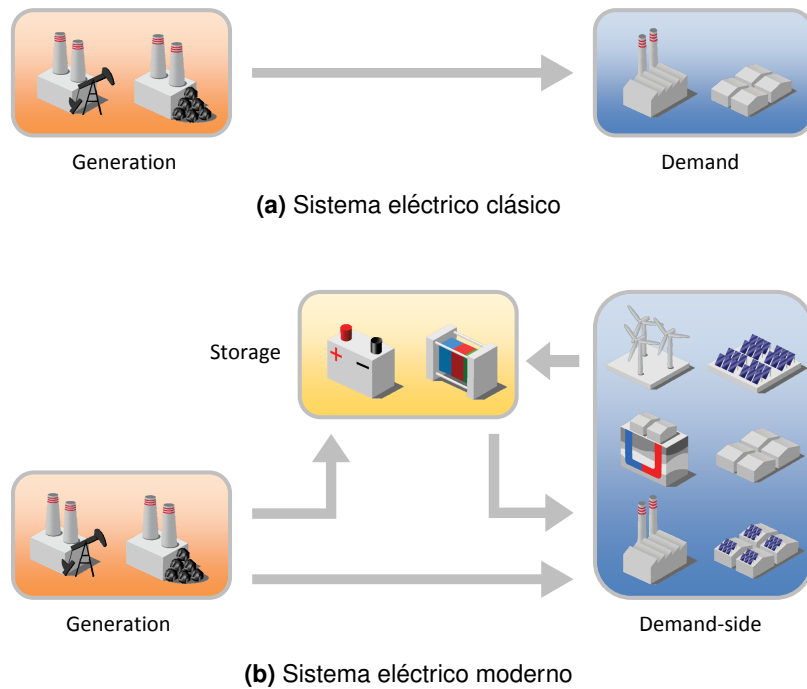 Generation
Demand
(a) Sistema eléctrico clásico
Storage
+
-
Generation
Demand-side
(b) Sistema eléctrico moderno